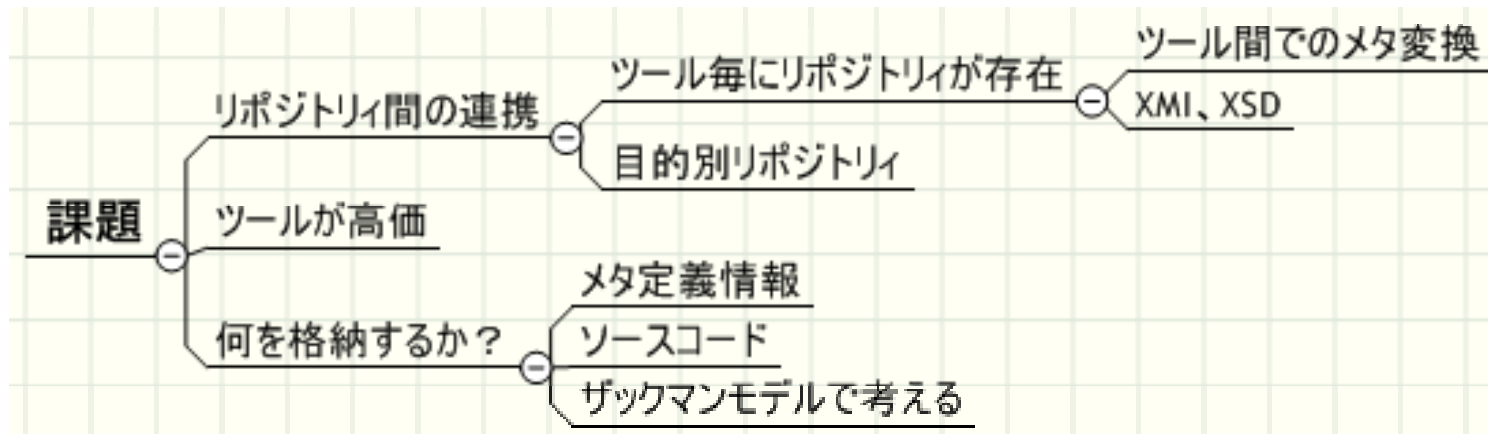 課題
リポジトリィ間の連携
ツール毎にリポジトリィが存在
ツール間でのメタ変換
XMI、XSD
目的別リポジトリィ
ツールが高価
何を格納するか？
メタ定義情報
ソースコード
ザックマンモデルで考える